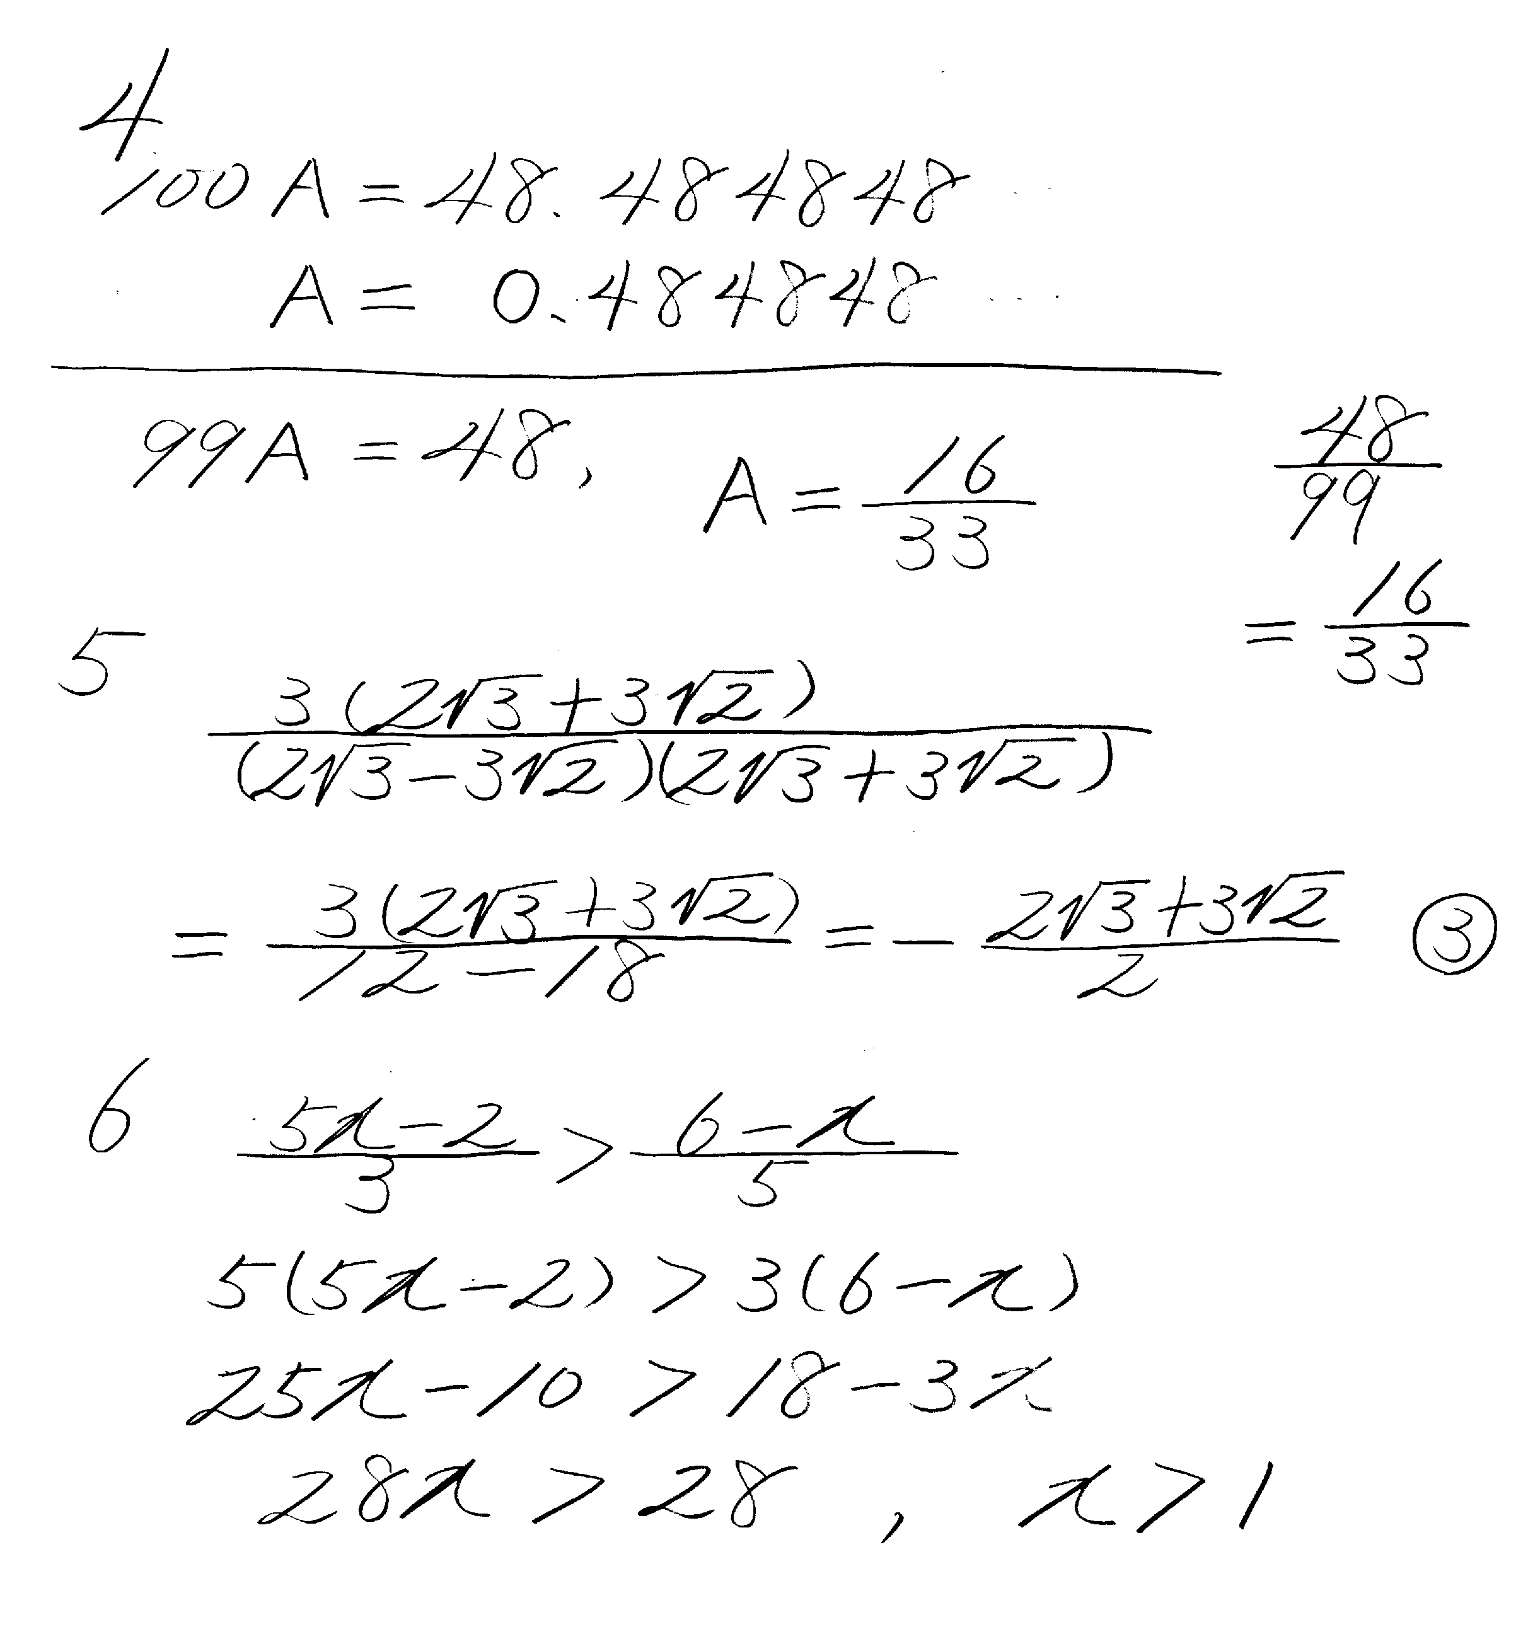 4
100A = 48.484848...
A = 0.484848...
99A = 48, A = 16/33
48/99
= 16/33
5
3(2√3+3√2)/(2√3-3√2)(2√3+3√2)
= 3(2√3+3√2)/12-18 = - 2√3+3√2/2 ③
6 5x-2/3 > 6-x/5
5(5x-2) > 3(6-x)
25x-10 > 18-3x
28x > 28, x > 1